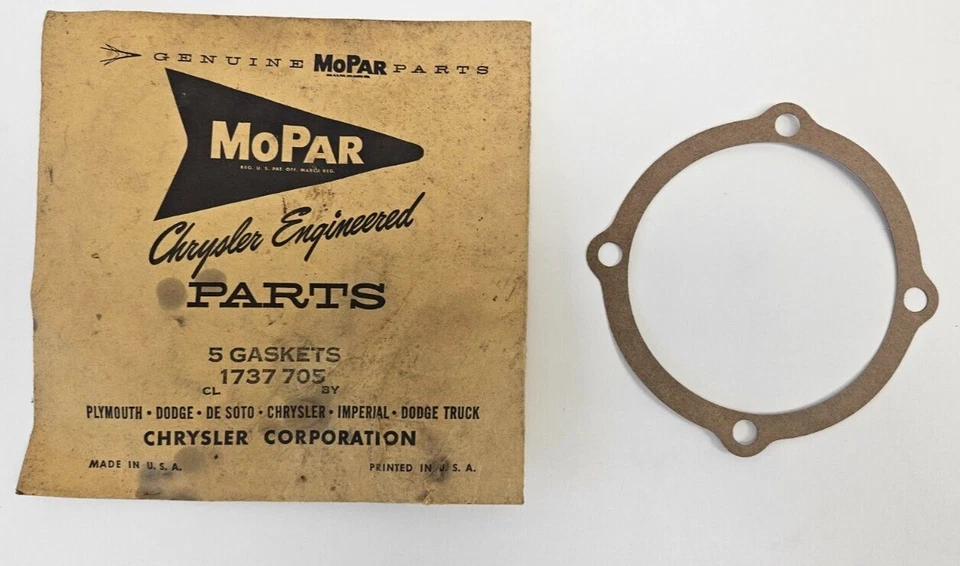 GENUINE MOPAR PARTS
MOPAR
REG. U. S. PAT. OFF. MARCA REG.
Chrysler Engineered
PARTS
5 GASKETS
1737 705
CL BY
PLYMOUTH • DODGE • DE SOTO • CHRYSLER • IMPERIAL • DODGE TRUCK
CHRYSLER CORPORATION
MADE IN U. S. A. PRINTED IN U. S. A.